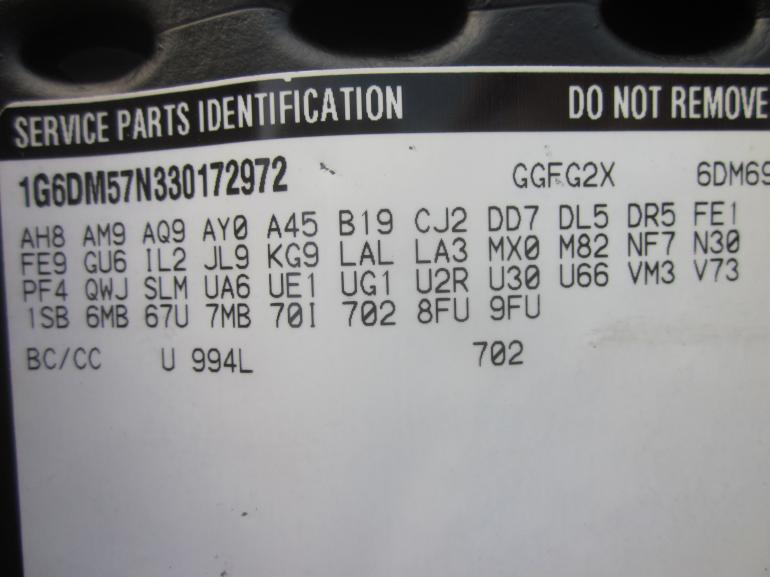 SERVICE PARTS IDENTIFICATION DO NOT REMOVE
1G6DM57N330172972 GGFG2X 6DM69
AH8 AM9 AQ9 AY0 A45 B19 CJ2 DD7 DL5 DR5 FE1
FE9 GU6 IL2 JL9 KG9 LAL LA3 MX0 M82 NF7 N30
PF4 QWJ SLM UA6 UE1 UG1 U2R U30 U66 VM3 V73
1SB 6MB 67U 7MB 70I 702 8FU 9FU
BC/CC U 994L 702